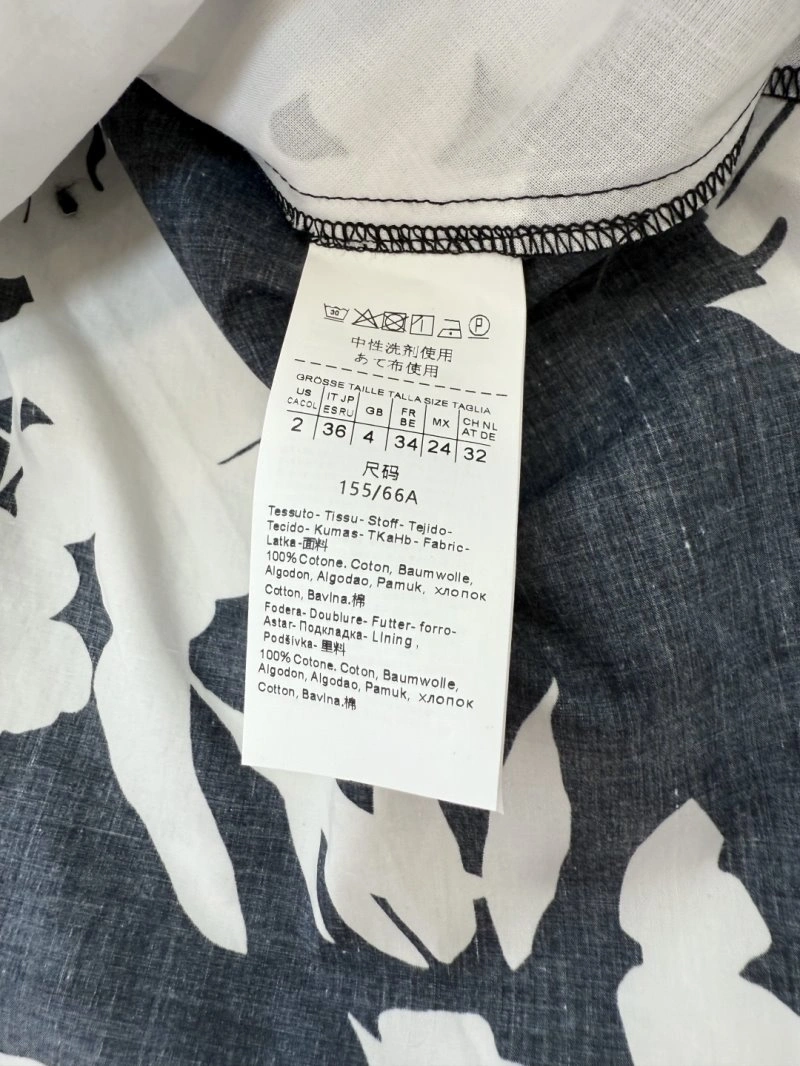 30
P
中性洗剂使用
あて布使用
GRÖSSE TAILLE TALLA SIZE TAGLIA
US CACOL IT JP ESRU GB FR BE MX CH NL AT DE
2 36 4 34 24 32
尺码
155/66A
Tessuto- Tissu- Stoff- Tejido-
Tecido- Kumas- TKaHb- Fabric-
Latka-面料
100% Cotone. Coton, Baumwolle,
Algodon, Algodao, Pamuk, хлопок
Cotton, Bavlna.棉
Fodera- Doublure- Futter- forro-
Astar- Подкладка- Lining,
Podšivka- 里料
100% Cotone. Coton, Baumwolle,
Algodon, Algodao, Pamuk, хлопок
Cotton, Bavlna.棉